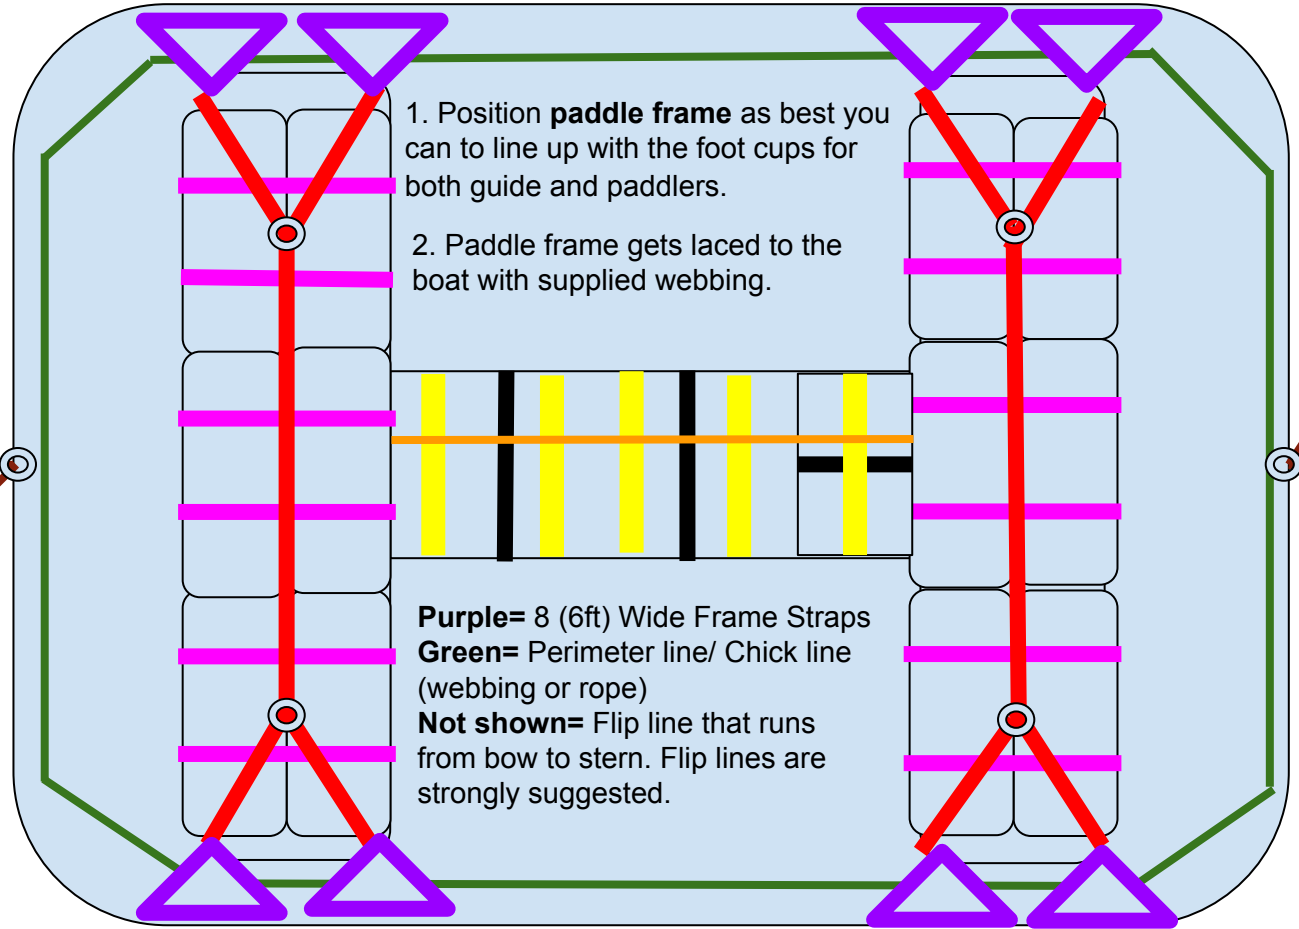 1. Position paddle frame as best you
can to line up with the foot cups for
both guide and paddlers.
2. Paddle frame gets laced to the
boat with supplied webbing.
Purple= 8 (6ft) Wide Frame Straps
Green= Perimeter line/ Chick line
(webbing or rope)
Not shown= Flip line that runs
from bow to stern. Flip lines are
strongly suggested.